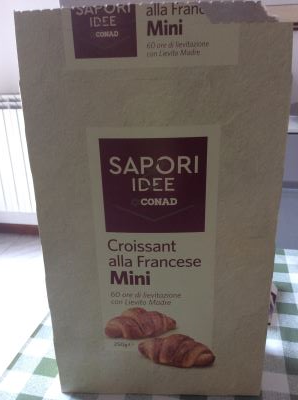 SAPORI
IDEE
CONAD
alla Franc
Mini
60 ore di lievitazione
con Lievito Madre
SAPORI
IDEE
CONAD
Croissant
alla Francese
Mini
60 ore di lievitazione
con Lievito Madre
250g e